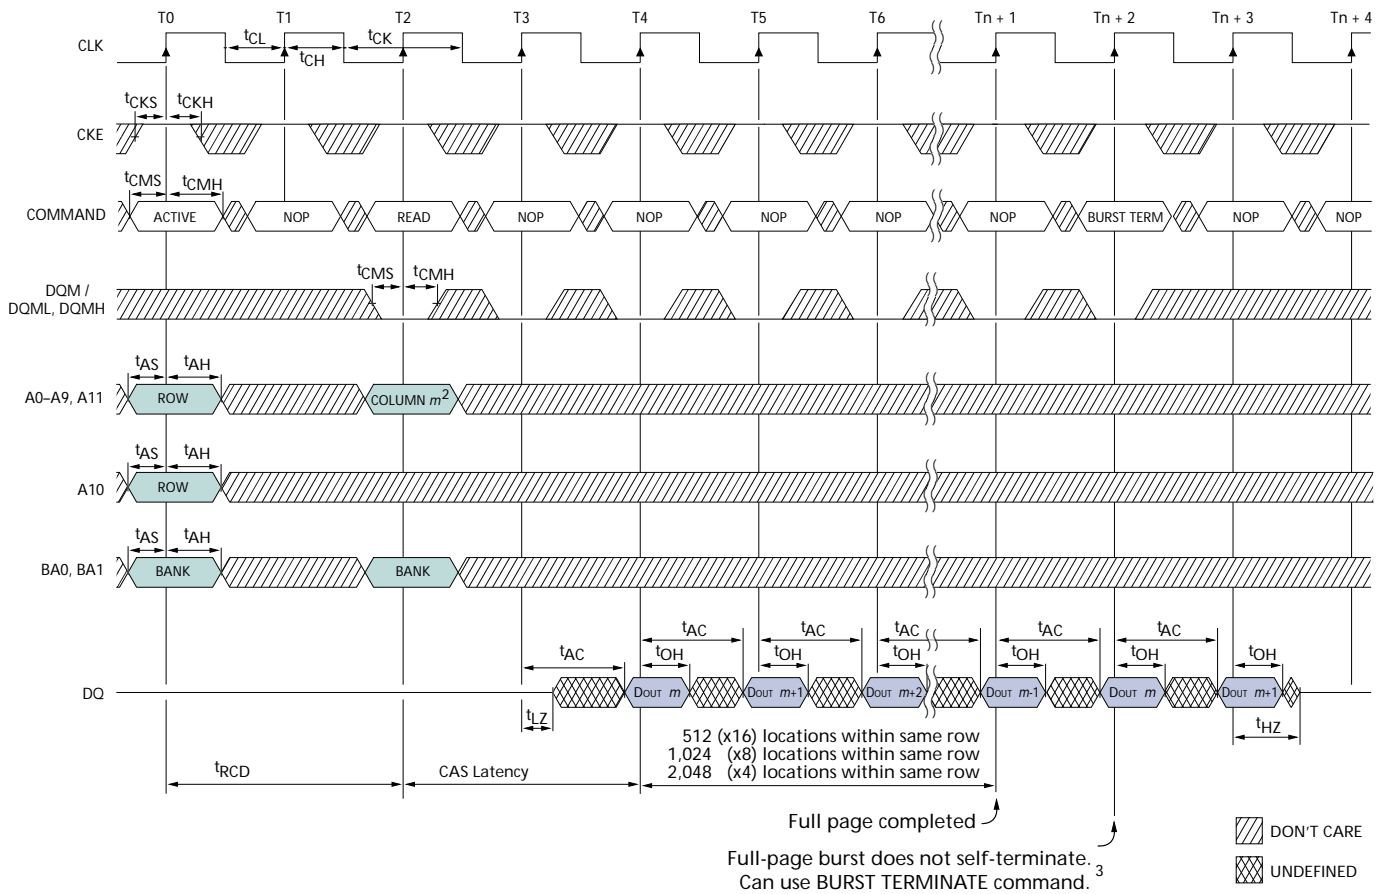 T0 T1 T2 T3 T4 T5 T6 Tn + 1 Tn + 2 Tn + 3 Tn + 4
CLK tCL tCH tCK
tCKS tCKH
CKE
tCMS tCMH
COMMAND ACTIVE NOP READ NOP NOP NOP NOP NOP BURST TERM NOP NOP
tCMS tCMH
DQM /
DQML, DQMH
tAS tAH
A0–A9, A11 ROW COLUMN m2
tAS tAH
A10 ROW
tAS tAH
BA0, BA1 BANK BANK
tAC tAC tAC tAC tAC tAC
tOH tOH tOH tOH tOH tOH
DQ DOUT m DOUT m+1 DOUT m+2 DOUT m-1 DOUT m DOUT m+1
tLZ tHZ
512 (x16) locations within same row
1,024 (x8) locations within same row
2,048 (x4) locations within same row
tRCD CAS Latency
Full page completed
Full-page burst does not self-terminate. 3
Can use BURST TERMINATE command.
DON'T CARE
UNDEFINED